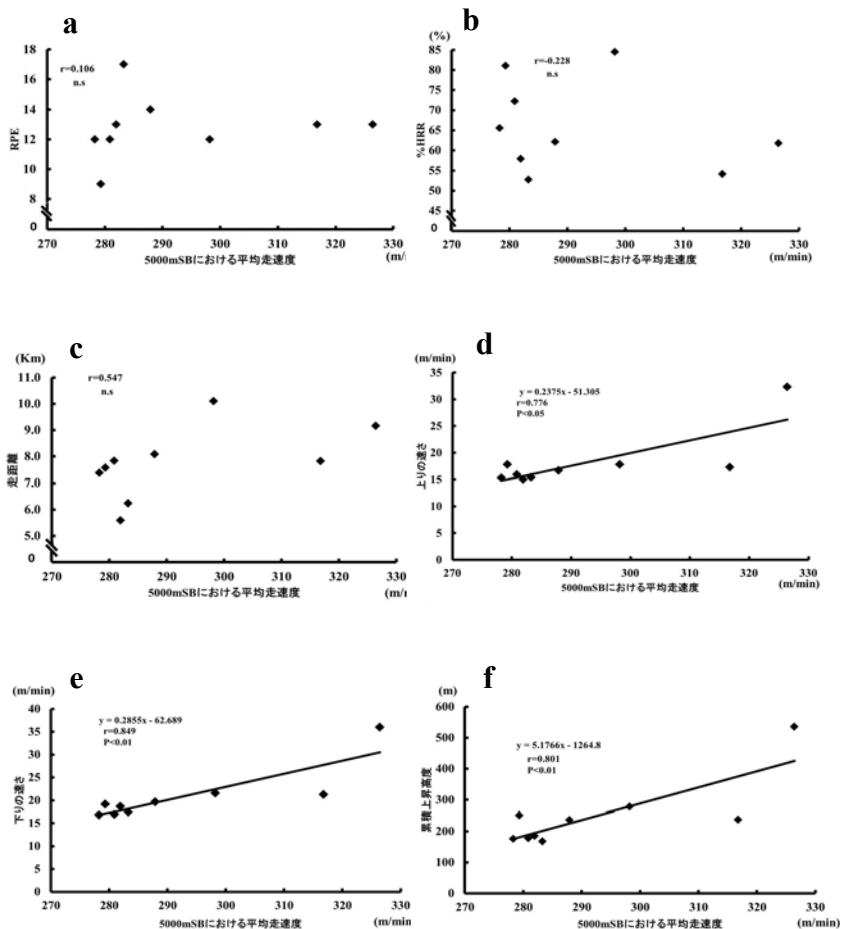 a
RPE
18
16
14
12
10
8
0
r=0.106
n.s
270 280 290 300 310 320 330
5000mSBにおける平均走速度
(m/
b
(%)
%HRR
85
80
75
70
65
60
55
50
45
0
r=-0.228
n.s
270 280 290 300 310 320 330
5000mSBにおける平均走速度
(m/min)
c
(Km)
走距離
11.0
10.0
9.0
8.0
7.0
6.0
5.0
0
r=0.547
n.s
270 280 290 300 310 320 330
5000mSBにおける平均走速度
(m/
d
(m/min)
上りの速さ
35
30
25
20
15
10
5
0
y = 0.2375x - 51.305
r=0.776
P<0.05
270 280 290 300 310 320 330
5000mSBにおける平均走速度
(m/min)
e
(m/min)
下りの速さ
40
35
30
25
20
15
10
5
0
y = 0.2855x - 62.689
r=0.849
P<0.01
270 280 290 300 310 320 330
5000mSBにおける平均走速度
(m/min)
f
(m)
累積上昇高度
600
500
400
300
200
100
0
y = 5.1766x - 1264.8
r=0.801
P<0.01
270 280 290 300 310 320 330
5000mSBにおける平均走速度
(m/min)